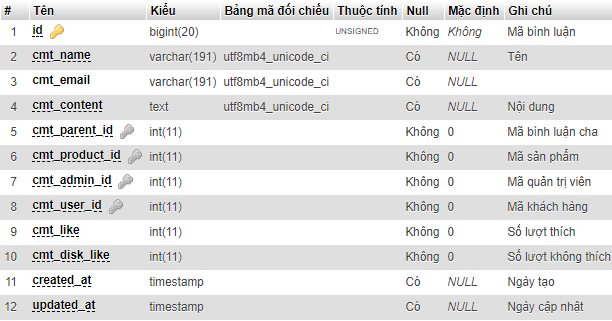 # Tên Kiểu Bảng mã đối chiếu Thuộc tính Null Mặc định Ghi chú
1 id bigint(20) UNSIGNED Không Không Mã bình luận
2 cmt_name varchar(191) utf8mb4_unicode_ci Có NULL Tên
3 cmt_email varchar(191) utf8mb4_unicode_ci Có NULL
4 cmt_content text utf8mb4_unicode_ci Có NULL Nội dung
5 cmt_parent_id int(11) Không 0 Mã bình luận cha
6 cmt_product_id int(11) Không 0 Mã sản phẩm
7 cmt_admin_id int(11) Không 0 Mã quản trị viên
8 cmt_user_id int(11) Không 0 Mã khách hàng
9 cmt_like int(11) Không 0 Số lượt thích
10 cmt_disk_like int(11) Không 0 Số lượt không thích
11 created_at timestamp Có NULL Ngày tạo
12 updated_at timestamp Có NULL Ngày cập nhật